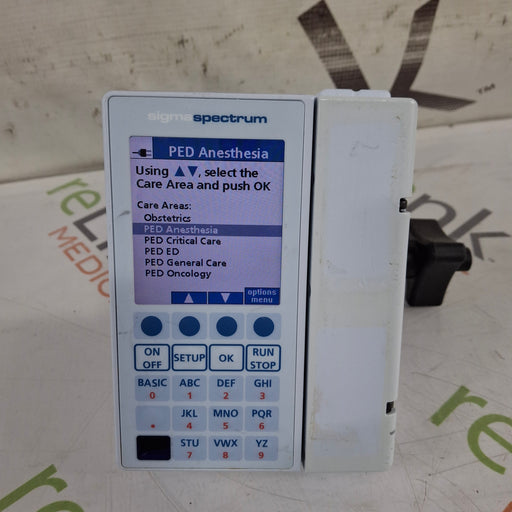 sigmaspectrum
PED Anesthesia
Using ▲▼, select the
Care Area and push OK
Care Areas:
Obstetrics
PED Anesthesia
PED Critical Care
PED ED
PED General Care
PED Oncology
▲ ▼ options
menu
ON
OFF
SETUP
OK
RUN
STOP
BASIC ABC DEF GHI
0 1 2 3
JKL MNO PQR
. 4 5 6
STU VWX YZ
7 8 9